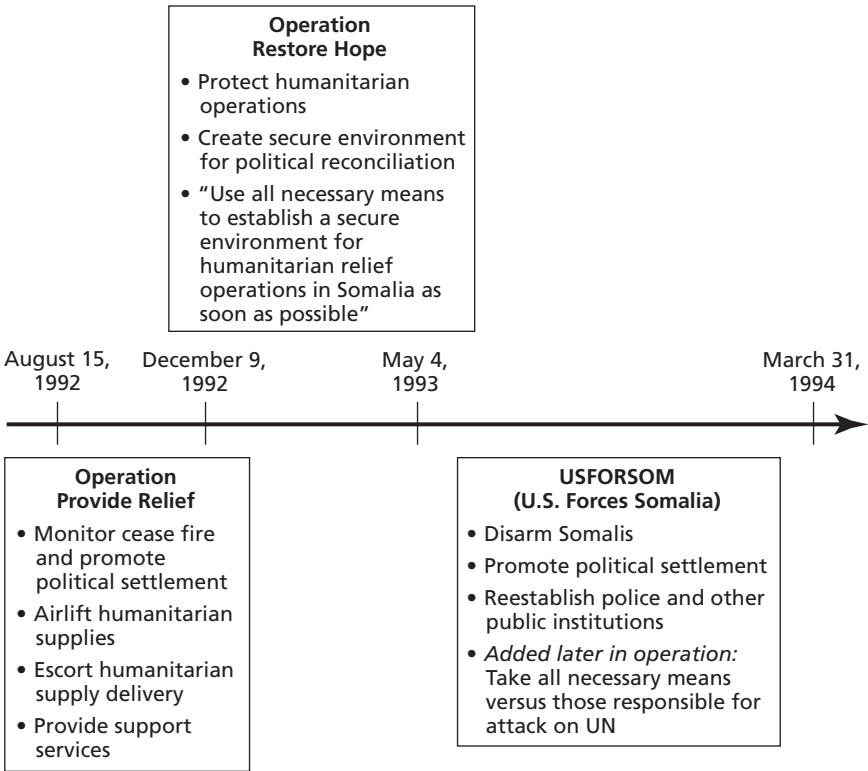 Operation
Restore Hope
• Protect humanitarian
operations
• Create secure environment
for political reconciliation
• “Use all necessary means
to establish a secure
environment for
humanitarian relief
operations in Somalia as
soon as possible”
August 15,
1992
December 9,
1992
May 4,
1993
March 31,
1994
Operation
Provide Relief
• Monitor cease fire
and promote
political settlement
• Airlift humanitarian
supplies
• Escort humanitarian
supply delivery
• Provide support
services
USFORSOM
(U.S. Forces Somalia)
• Disarm Somalis
• Promote political settlement
• Reestablish police and other
public institutions
• Added later in operation:
Take all necessary means
versus those responsible for
attack on UN